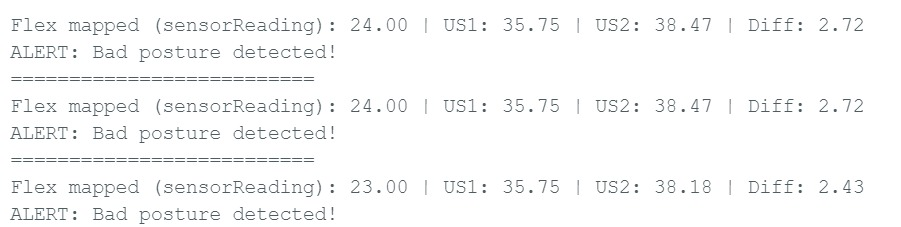 Flex mapped (sensorReading): 24.00 | US1: 35.75 | US2: 38.47 | Diff: 2.72
ALERT: Bad posture detected!
==========================
Flex mapped (sensorReading): 24.00 | US1: 35.75 | US2: 38.47 | Diff: 2.72
ALERT: Bad posture detected!
==========================
Flex mapped (sensorReading): 23.00 | US1: 35.75 | US2: 38.18 | Diff: 2.43
ALERT: Bad posture detected!